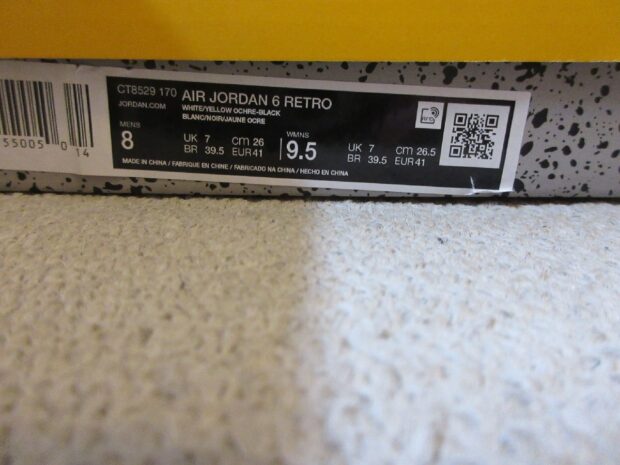 CT8529 170 AIR JORDAN 6 RETRO
JORDAN.COM WHITE/YELLOW OCHRE-BLACK
BLANC/NOIR/JAUNE OCRE
MENS 8 UK 7 cm 26 WMNS 9.5 UK 7 cm 26.5
BR 39.5 EUR 41 BR 39.5 EUR 41
MADE IN CHINA / FABRIQUE EN CHINE / FABRICADO NA CHINA / HECHO EN CHINA
55005 014